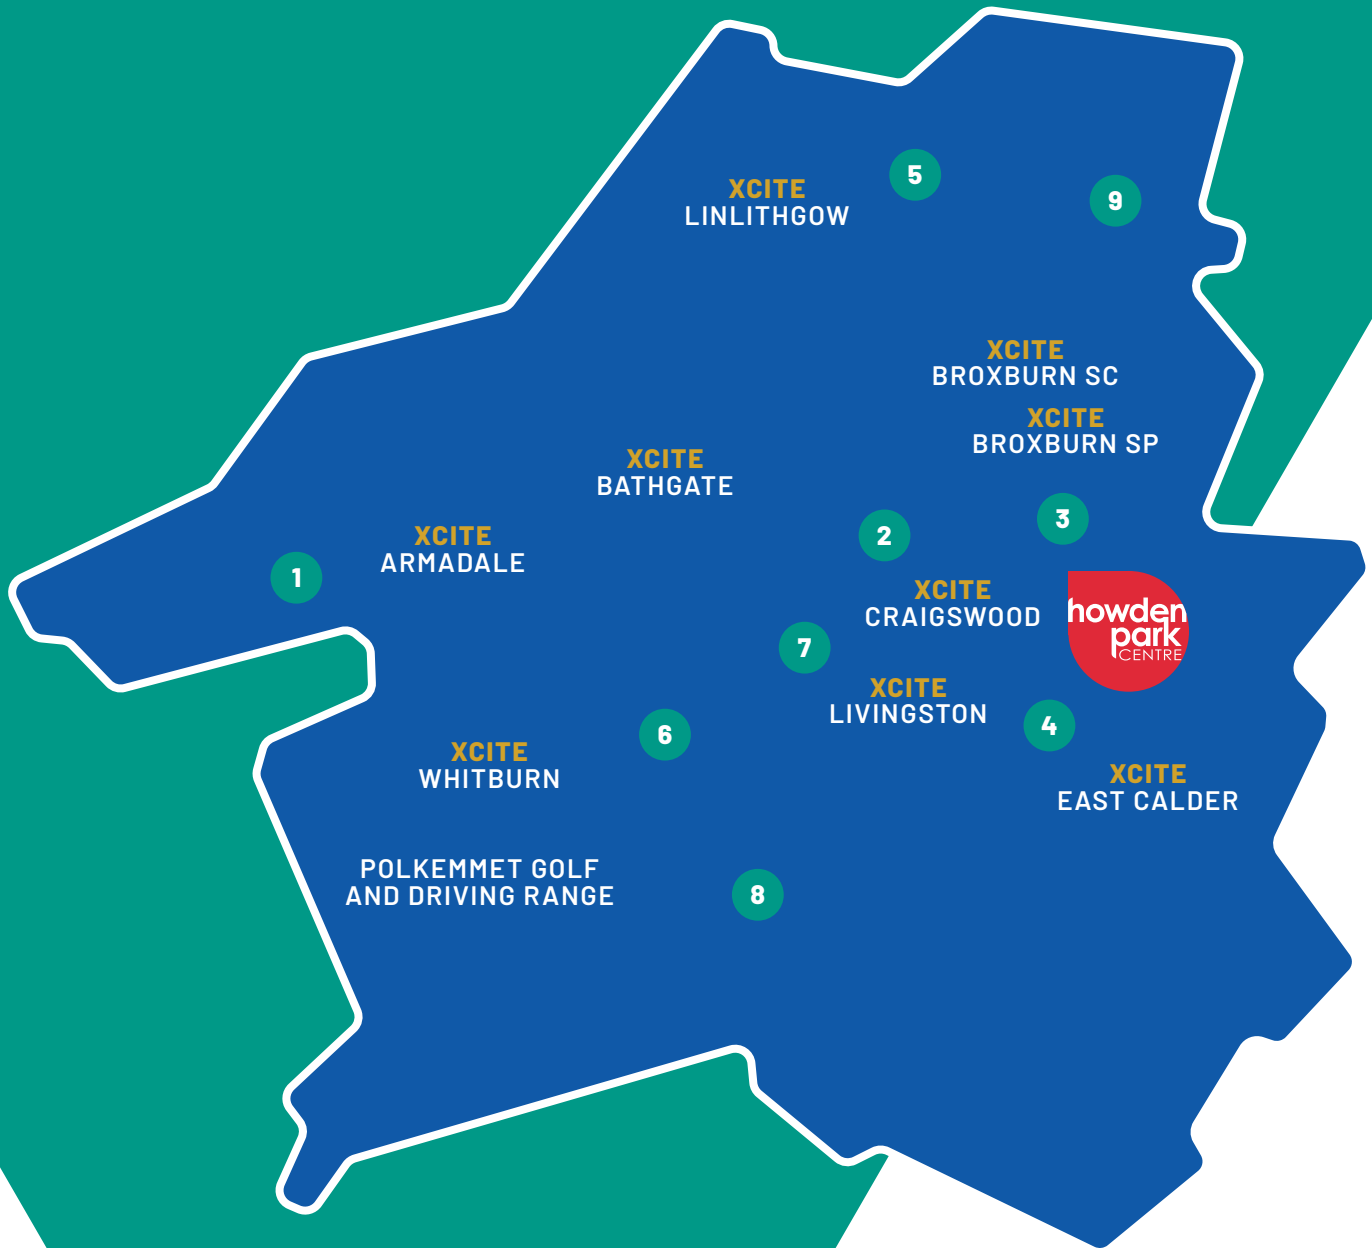 5
XCITE
LINLITHGOW
9
XCITE
BROXBURN SC
XCITE
BROXBURN SP
XCITE
BATHGATE
3
2
XCITE
ARMADALE
1
XCITE
CRAIGSWOOD
howden
park
CENTRE
7
XCITE
LIVINGSTON
4
6
XCITE
WHITBURN
XCITE
EAST CALDER
POLKEMMET GOLF
AND DRIVING RANGE
8